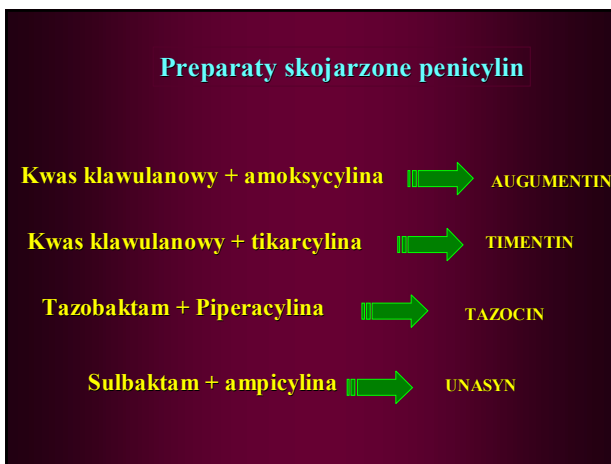 Preparaty skojarzone penicylin
Kwas klawulanowy + amoksycylina AUGUMENTIN
Kwas klawulanowy + tikarcylina TIMENTIN
Tazobaktam + Piperacylina TAZOCIN
Sulbaktam + ampicylina UNASYN